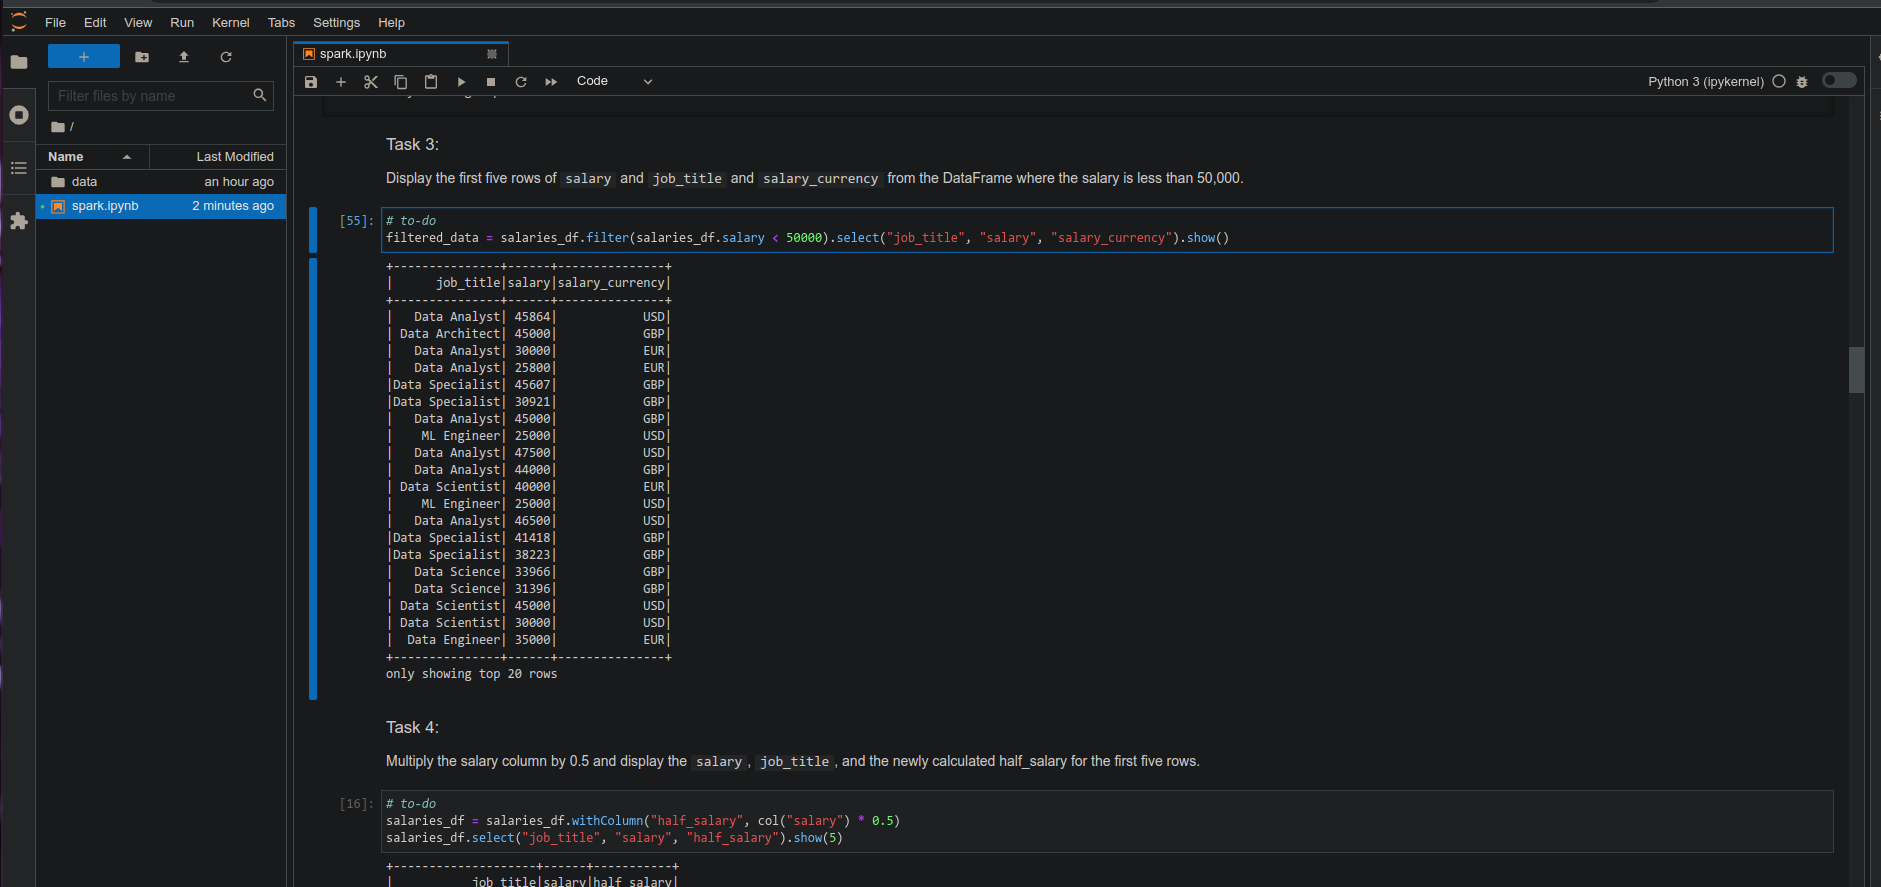 File Edit View Run Kernel Tabs Settings Help
spark.ipynb
Code
Python 3 (ipykernel)
Filter files by name
/
Name Last Modified
data an hour ago
spark.ipynb 2 minutes ago
Task 3:
Display the first five rows of salary and job_title and salary_currency from the DataFrame where the salary is less than 50,000.
[55]: # to-do
filtered_data = salaries_df.filter(salaries_df.salary < 50000).select("job_title", "salary", "salary_currency").show()
+---------------+------+---------------+
|      job_title|salary|salary_currency|
+---------------+------+---------------+
|   Data Analyst| 45864|            USD|
| Data Architect| 45000|            GBP|
|   Data Analyst| 30000|            EUR|
|   Data Analyst| 25800|            EUR|
|Data Specialist| 45607|            GBP|
|Data Specialist| 30921|            GBP|
|   Data Analyst| 45000|            GBP|
|    ML Engineer| 25000|            USD|
|   Data Analyst| 47500|            USD|
|   Data Analyst| 44000|            GBP|
| Data Scientist| 40000|            EUR|
|    ML Engineer| 25000|            USD|
|   Data Analyst| 46500|            USD|
|Data Specialist| 41418|            GBP|
|Data Specialist| 38223|            GBP|
|   Data Science| 33966|            GBP|
|   Data Science| 31396|            GBP|
| Data Scientist| 45000|            USD|
| Data Scientist| 30000|            USD|
|  Data Engineer| 35000|            EUR|
+---------------+------+---------------+
only showing top 20 rows
Task 4:
Multiply the salary column by 0.5 and display the salary, job_title, and the newly calculated half_salary for the first five rows.
[16]: # to-do
salaries_df = salaries_df.withColumn("half_salary", col("salary") * 0.5)
salaries_df.select("job_title", "salary", "half_salary").show(5)
+--------------------+------+-----------+
|           job_title|salary|half_salary|